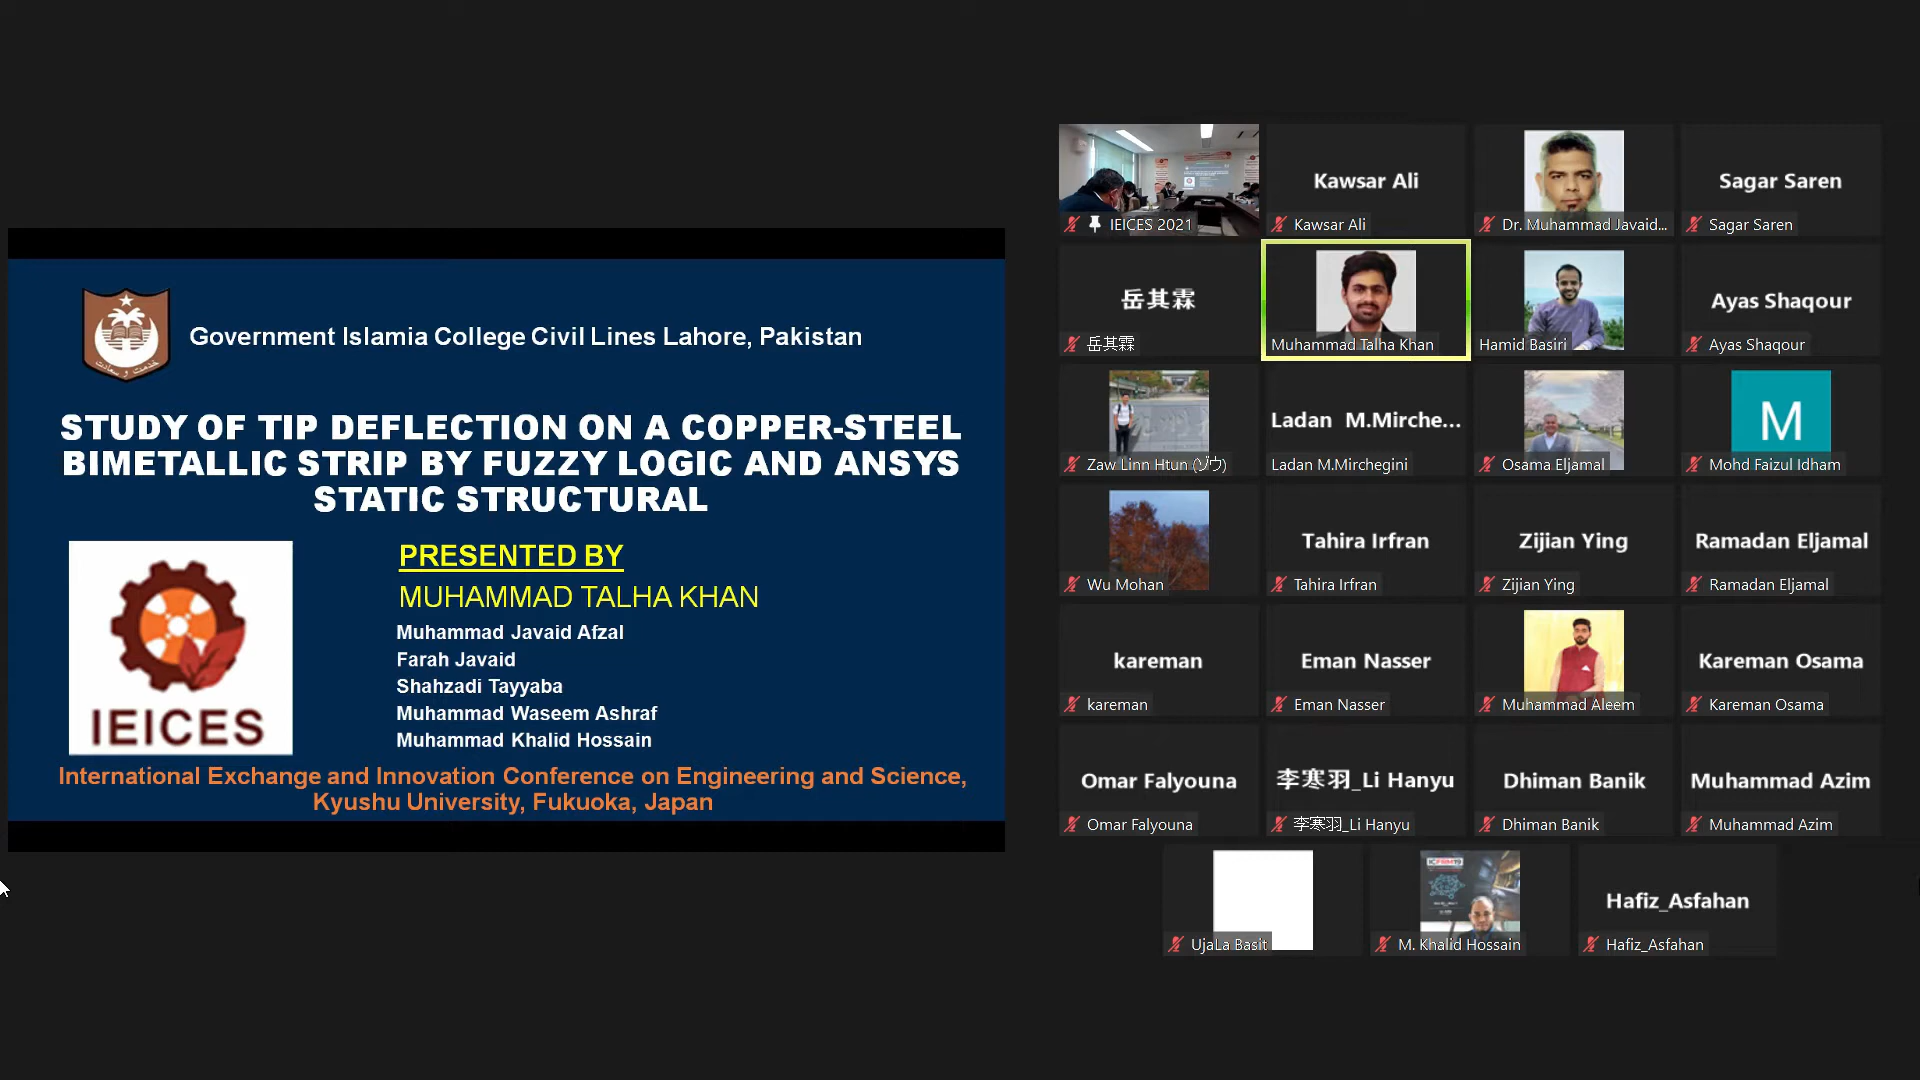 Government Islamia College Civil Lines Lahore, Pakistan
STUDY OF TIP DEFLECTION ON A COPPER-STEEL
BIMETALLIC STRIP BY FUZZY LOGIC AND ANSYS
STATIC STRUCTURAL
PRESENTED BY
MUHAMMAD TALHA KHAN
Muhammad Javaid Afzal
Farah Javaid
Shahzadi Tayyaba
Muhammad Waseem Ashraf
Muhammad Khalid Hossain
IEICES
International Exchange and Innovation Conference on Engineering and Science,
Kyushu University, Fukuoka, Japan
IEICES 2021
Kawsar Ali
Kawsar Ali
Dr. Muhammad Javaid...
Sagar Saren
Sagar Saren
岳其霖
岳其霖
Muhammad Talha Khan
Hamid Basiri
Ayas Shaqour
Ayas Shaqour
Zaw Linn Htun (ゾウ)
Ladan M.Mirche...
Ladan M.Mirchegini
Osama Eljamal
M
Mohd Faizul Idham
Wu Mohan
Tahira Irfran
Tahira Irfran
Zijian Ying
Zijian Ying
Ramadan Eljamal
Ramadan Eljamal
kareman
kareman
Eman Nasser
Eman Nasser
Muhammad Aleem
Kareman Osama
Kareman Osama
Omar Falyouna
Omar Falyouna
李寒羽_Li Hanyu
李寒羽_Li Hanyu
Dhiman Banik
Dhiman Banik
Muhammad Azim
Muhammad Azim
UjaLa Basit
M. Khalid Hossain
Hafiz_Asfahan
Hafiz_Asfahan